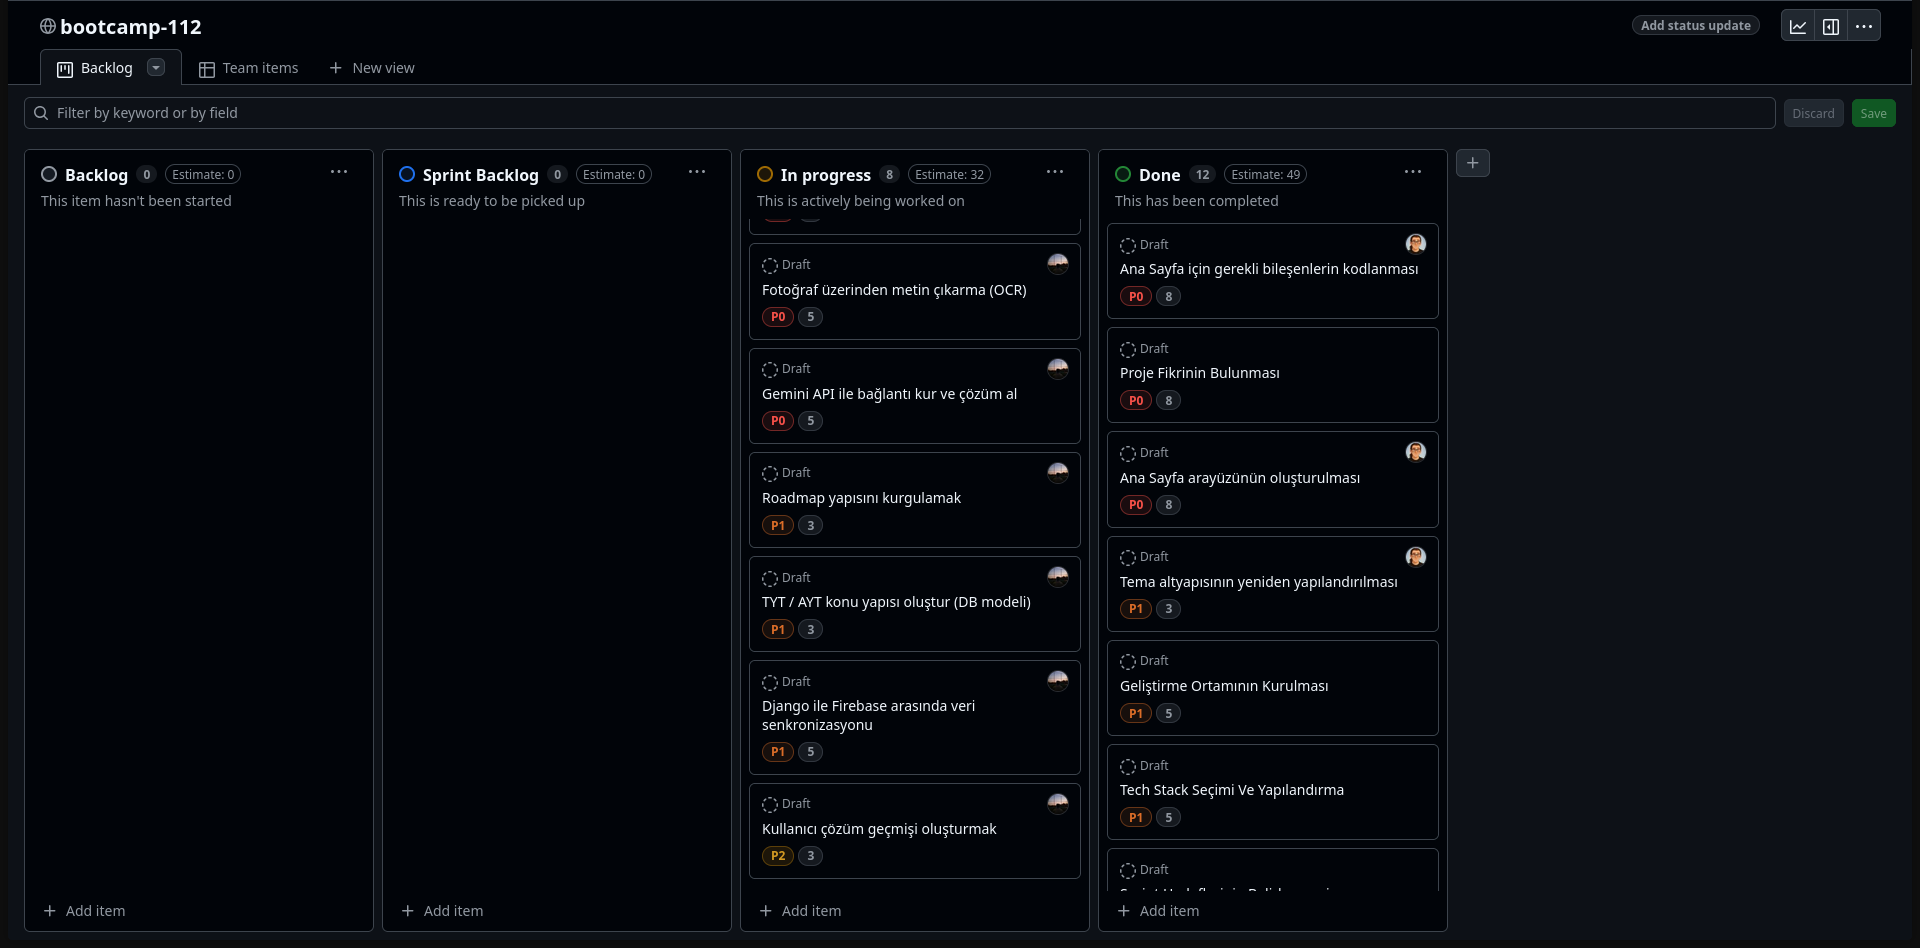 bootcamp-112
Add status update
Backlog
Team items
New view
Filter by keyword or by field
Discard
Save
Backlog 0 Estimate: 0
This item hasn't been started
Add item
Sprint Backlog 0 Estimate: 0
This is ready to be picked up
Add item
In progress 8 Estimate: 32
This is actively being worked on
Draft
Fotoğraf üzerinden metin çıkarma (OCR)
P0 5
Draft
Gemini API ile bağlantı kur ve çözüm al
P0 5
Draft
Roadmap yapısını kurgulamak
P1 3
Draft
TYT / AYT konu yapısı oluştur (DB modeli)
P1 3
Draft
Django ile Firebase arasında veri
senkronizasyonu
P1 5
Draft
Kullanıcı çözüm geçmişi oluşturmak
P2 3
Add item
Done 12 Estimate: 49
This has been completed
Draft
Ana Sayfa için gerekli bileşenlerin kodlanması
P0 8
Draft
Proje Fikrinin Bulunması
P0 8
Draft
Ana Sayfa arayüzünün oluşturulması
P0 8
Draft
Tema altyapısının yeniden yapılandırılması
P1 3
Draft
Geliştirme Ortamının Kurulması
P1 5
Draft
Tech Stack Seçimi Ve Yapılandırma
P1 5
Draft
Add item